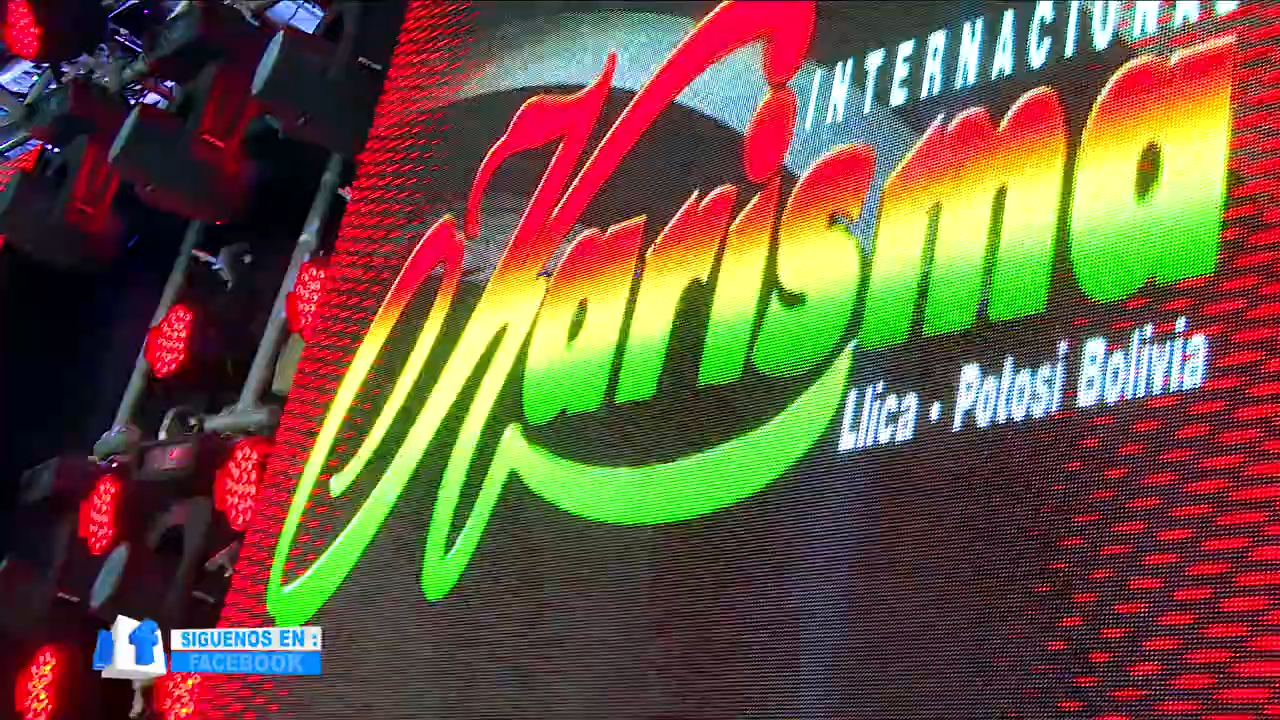 INTERNACIONAL
Karisma
Llica • Potosi Bolivia
SIGUENOS EN :
FACEBOOK